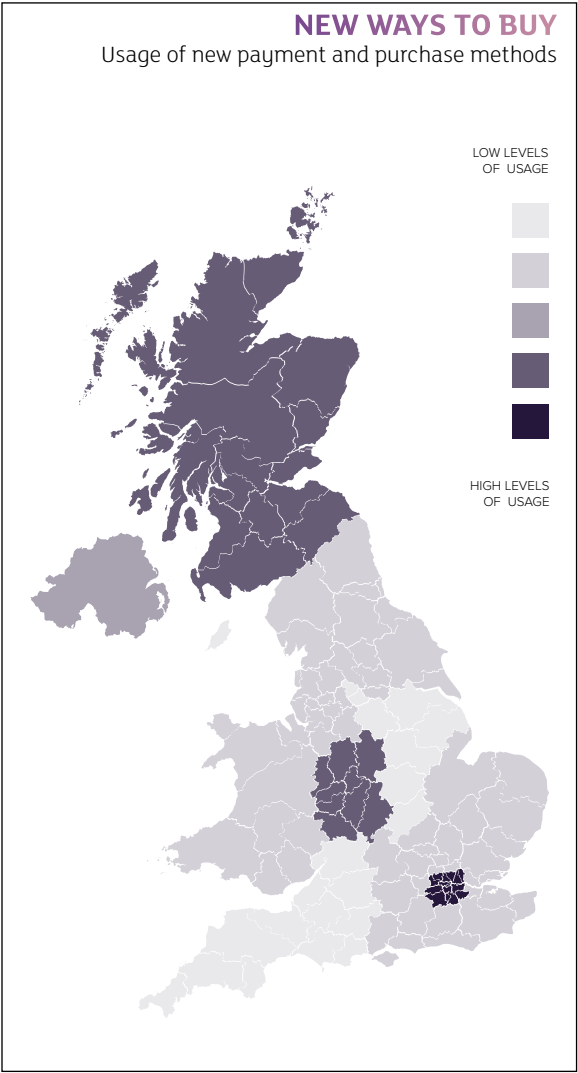 NEW WAYS TO BUY
Usage of new payment and purchase methods
LOW LEVELS
OF USAGE
HIGH LEVELS
OF USAGE